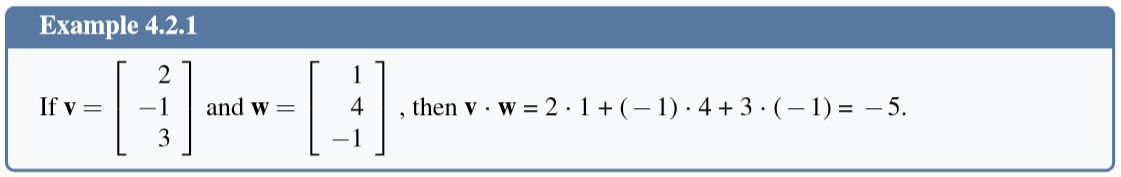 Example 4.2.1
If v = [ 2 −1 3 ] and w = [ 1 4 −1 ] , then v · w = 2 · 1 + ( − 1) · 4 + 3 · ( − 1) = − 5.